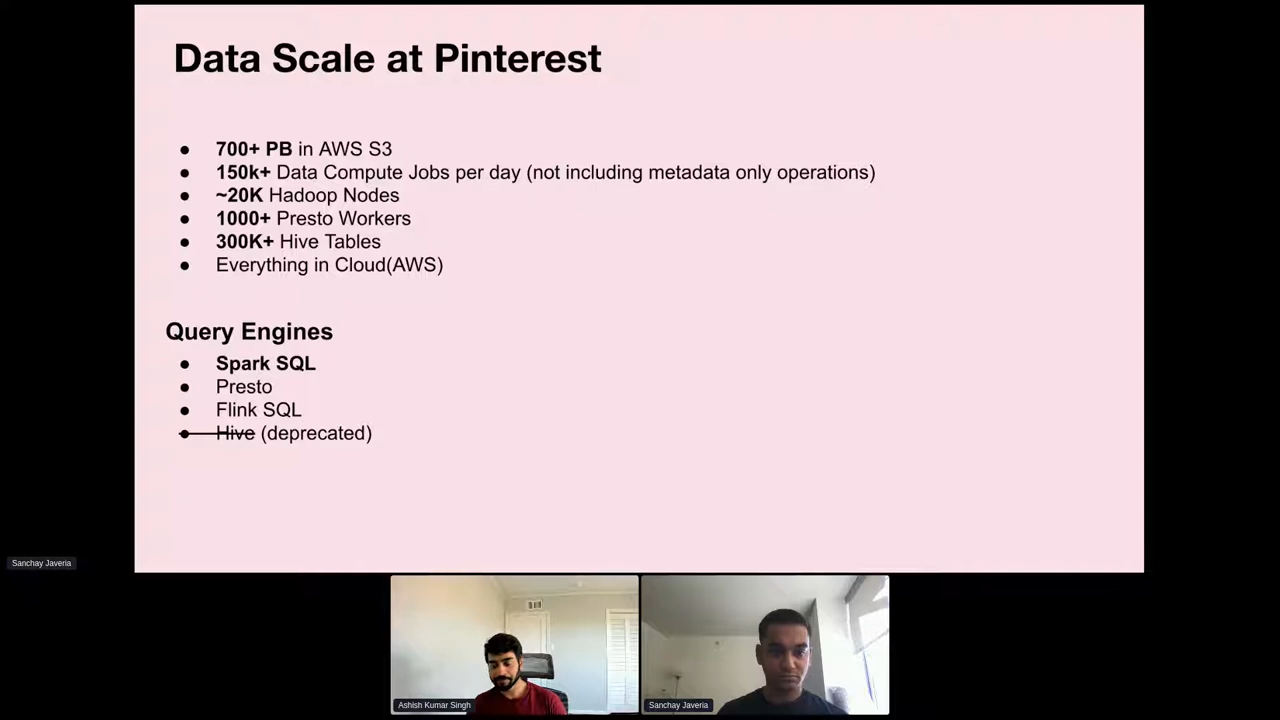 Data Scale at Pinterest
● 700+ PB in AWS S3
● 150k+ Data Compute Jobs per day (not including metadata only operations)
● ~20K Hadoop Nodes
● 1000+ Presto Workers
● 300K+ Hive Tables
● Everything in Cloud(AWS)
Query Engines
● Spark SQL
● Presto
● Flink SQL
● Hive (deprecated)
Sanchay Javeria
Ashish Kumar Singh
Sanchay Javeria